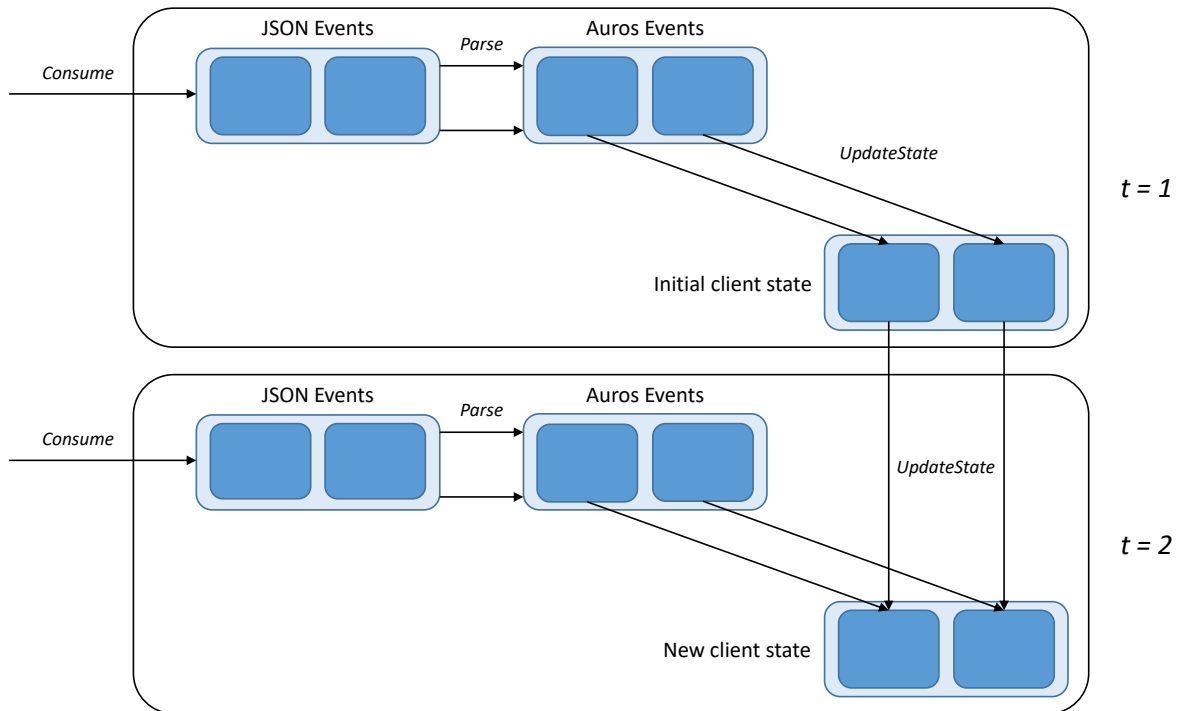 JSON Events
Parse
Auros Events
Consume
UpdateState
t = 1
Initial client state
JSON Events
Parse
Auros Events
Consume
UpdateState
t = 2
New client state